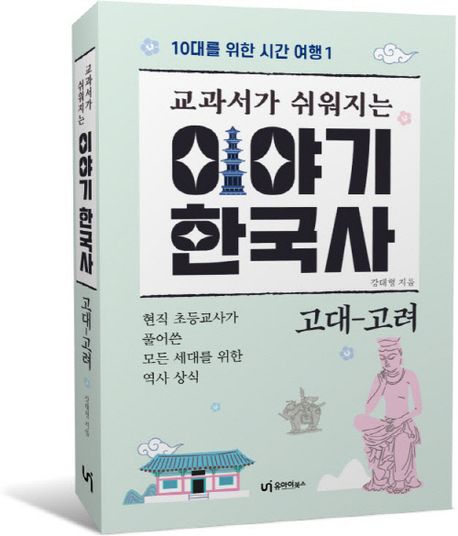 교과서가 쉬워지는
이야기 한국사
고대-고려
강태형 지음
유아이북스
10대를 위한 시간 여행 1
교과서가 쉬워지는
이야기
한국사
강태형 지음
고대-고려
현직 초등교사가
풀어쓴
모든 세대를 위한
역사 상식